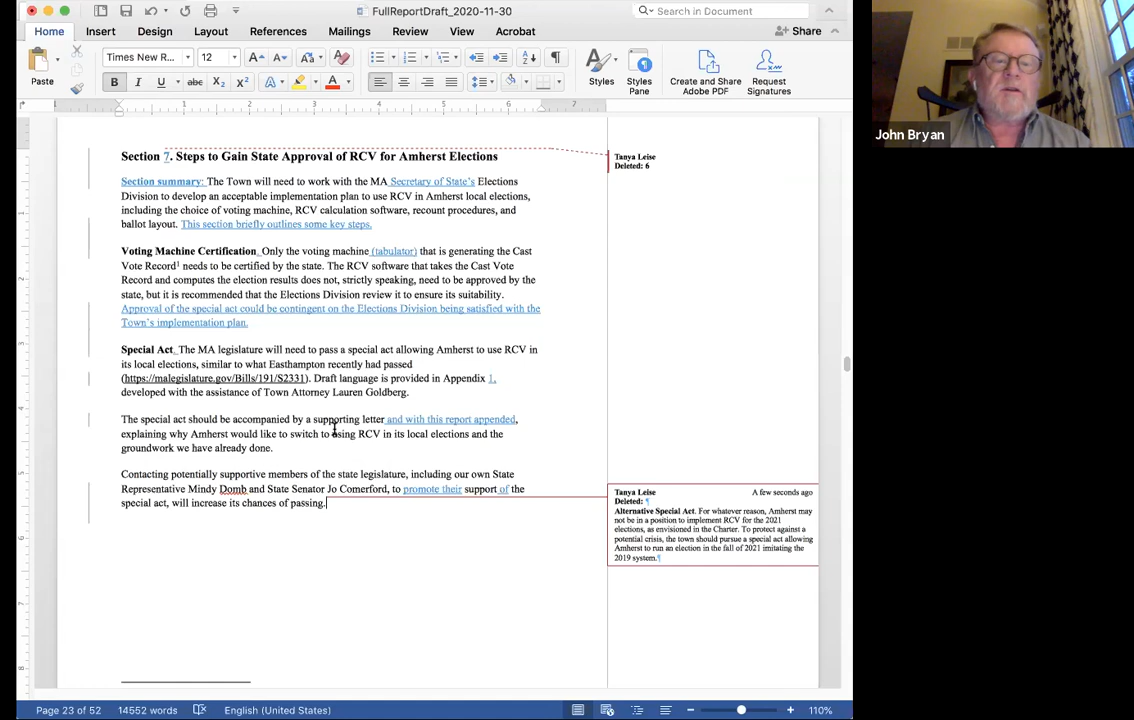 FullReportDraft_2020-11-30
Search in Document
Home Insert Design Layout References Mailings Review View Acrobat Share
Paste
Times New R... 12
B I U abc X2 X2 A A
Styles
Styles Pane
Create and Share Adobe PDF
Request Signatures
1 1 2 3 4 5 6 7
Section 7. Steps to Gain State Approval of RCV for Amherst Elections
Section summary: The Town will need to work with the MA Secretary of State's Elections
Division to develop an acceptable implementation plan to use RCV in Amherst local elections,
including the choice of voting machine, RCV calculation software, recount procedures, and
ballot layout. This section briefly outlines some key steps.
Voting Machine Certification Only the voting machine (tabulator) that is generating the Cast
Vote Record1 needs to be certified by the state. The RCV software that takes the Cast Vote
Record and computes the election results does not, strictly speaking, need to be approved by the
state, but it is recommended that the Elections Division review it to ensure its suitability.
Approval of the special act could be contingent on the Elections Division being satisfied with the
Town's implementation plan.
Special Act The MA legislature will need to pass a special act allowing Amherst to use RCV in
its local elections, similar to what Easthampton recently had passed
(https://malegislature.gov/Bills/191/S2331). Draft language is provided in Appendix 1,
developed with the assistance of Town Attorney Lauren Goldberg.
The special act should be accompanied by a supporting letter and with this report appended,
explaining why Amherst would like to switch to using RCV in its local elections and the
groundwork we have already done.
Contacting potentially supportive members of the state legislature, including our own State
Representative Mindy Domb and State Senator Jo Comerford, to promote their support of the
special act, will increase its chances of passing.
Tanya Leise
Deleted: 6
Tanya Leise A few seconds ago
Deleted: ¶
Alternative Special Act. For whatever reason, Amherst may
not be in a position to implement RCV for the 2021
elections, as envisioned in the Charter. To protect against a
potential crisis, the town should pursue a special act allowing
Amherst to run an election in the fall of 2021 imitating the
2019 system.¶
Page 23 of 52 14552 words English (United States) 110%
John Bryan